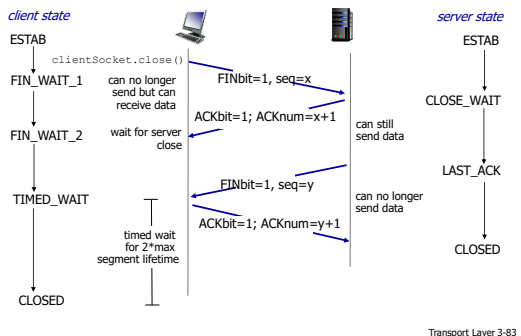 client state
server state
ESTAB
ESTAB
clientSocket.close()
FIN_WAIT_1
can no longer
send but can
receive data
FINbit=1, seq=x
CLOSE_WAIT
ACKbit=1; ACKnum=x+1
FIN_WAIT_2
wait for server
close
can still
send data
LAST_ACK
FINbit=1, seq=y
TIMED_WAIT
can no longer
send data
ACKbit=1; ACKnum=y+1
timed wait
for 2*max
segment lifetime
CLOSED
CLOSED
Transport Layer 3-83